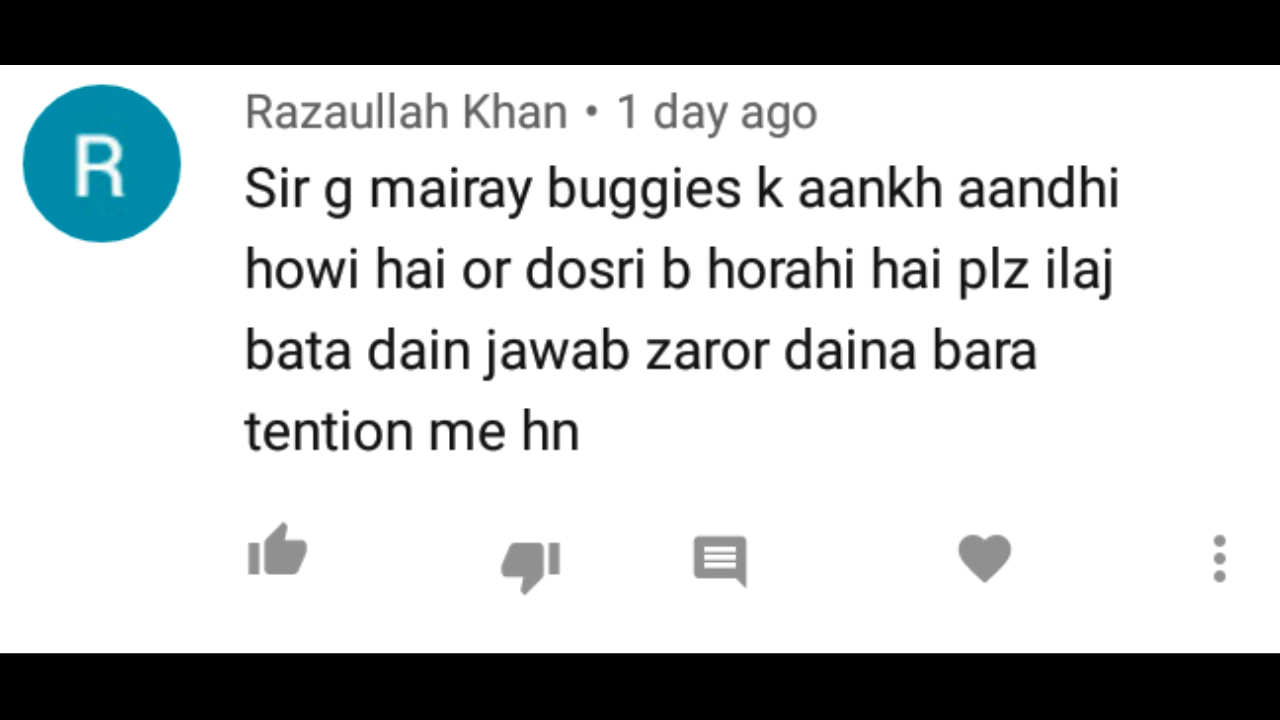 R
Razaullah Khan • 1 day ago
Sir g mairay buggies k aankh aandhi
howi hai or dosri b horahi hai plz ilaj
bata dain jawab zaror daina bara
tention me hn